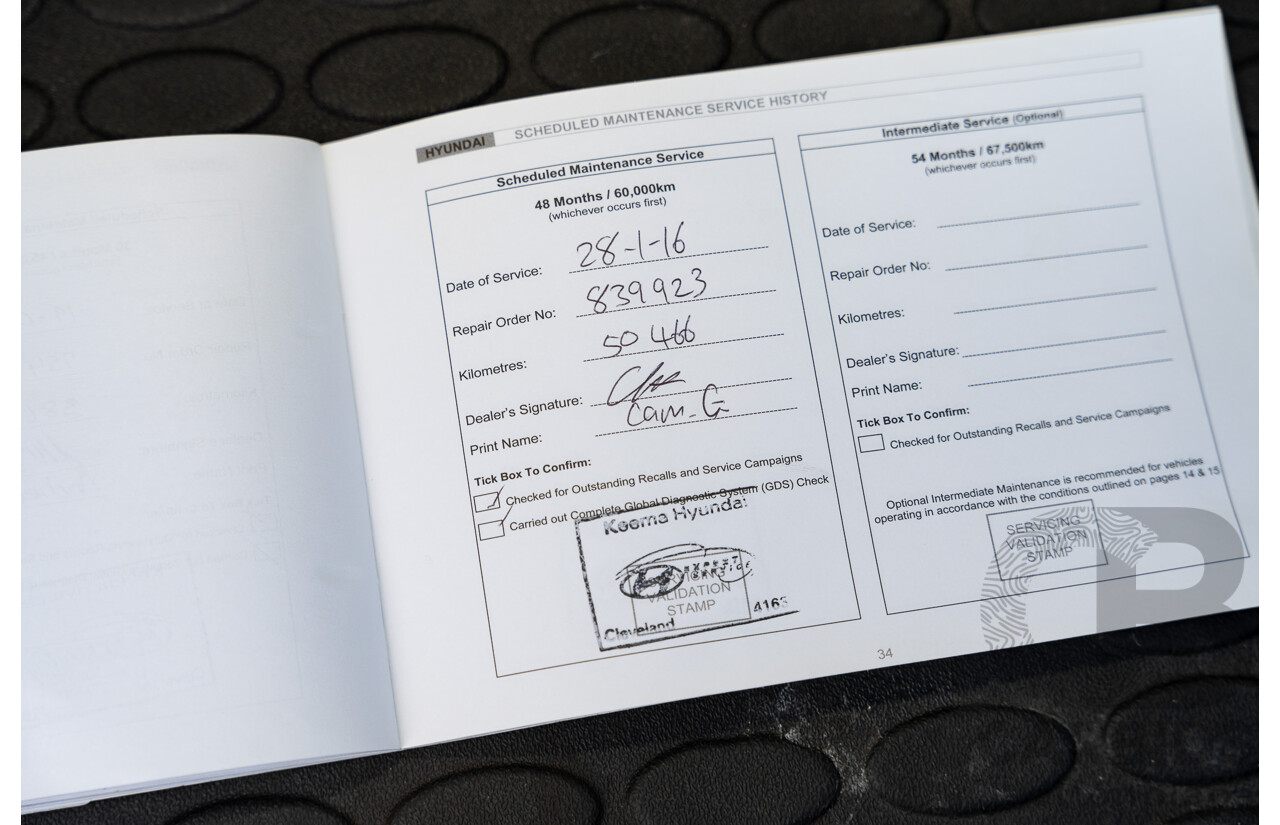 HYUNDAI SCHEDULED MAINTENANCE SERVICE HISTORY
Scheduled Maintenance Service
48 Months / 60,000km
(whichever occurs first)
Date of Service: 28-1-16
Repair Order No: 839923
Kilometres: 50 466
Dealer's Signature:
Print Name: Cam. G
Tick Box To Confirm:
Checked for Outstanding Recalls and Service Campaigns
Carried out Complete Global Diagnostic System (GDS) Check
Keema Hyundai
SERVICING
VALIDATION
STAMP
Cleveland 4163
Intermediate Service (Optional)
54 Months / 67,500km
(whichever occurs first)
Date of Service:
Repair Order No:
Kilometres:
Dealer's Signature:
Print Name:
Tick Box To Confirm:
Checked for Outstanding Recalls and Service Campaigns
Optional Intermediate Maintenance is recommended for vehicles
operating in accordance with the conditions outlined on pages 14 & 15
SERVICING
VALIDATION
STAMP
34